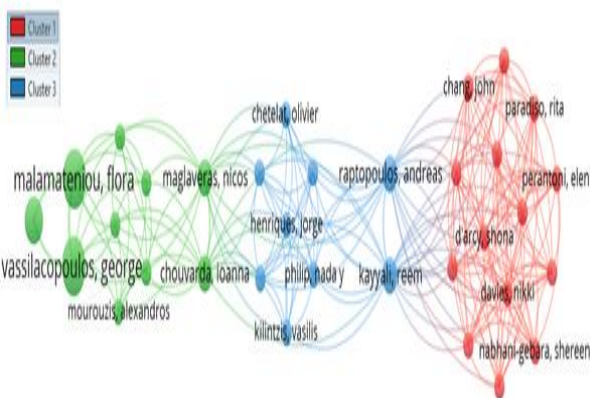 Cluster 1
Cluster 2
Cluster 3
chang, john
paradiso, rita
chetelat, olivier
malamateniou, flora
maglaveras, nicos
raptopoulos, andreas
perantoni, elen
henriques, jorge
d'arcy, shona
vassilacopoulos, george
chouvarda, ioanna
philip, nada y
kayyali, reem
davies, nikki
mourouzis, alexandros
kilintzis, vasilis
nabhani-gebara, shereen